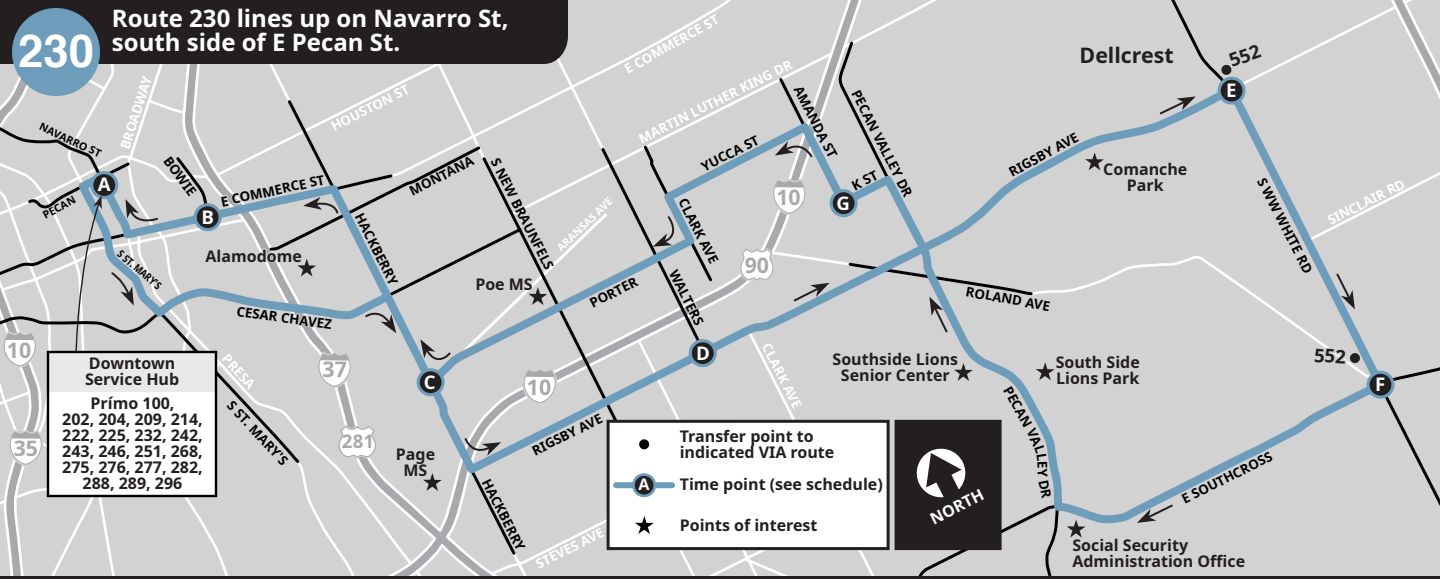 230
Route 230 lines up on Navarro St,
south side of E Pecan St.
E COMMERCE ST
Dellcrest
552
E
BROADWAY
HOUSTON ST
MARTIN LUTHER KING DR
AMANDA ST
PECAN VALLEY DR
NAVARRO ST
BOWIE
MONTANA
YUCCA ST
RIGSBY AVE
Comanche
Park
A
PECAN
B
E COMMERCE ST
S NEW BRAUNFELS
10
K ST
G
S WW WHITE RD
SINCLAIR RD
ARANSAS AVE
CLARK AVE
HACKBERRY
S ST. MARY'S
Alamodome
90
Poe MS
PORTER
WALTERS
ROLAND AVE
CESAR CHAVEZ
10
37
D
552
Downtown
Service Hub
Prímo 100,
202, 204, 209, 214,
222, 225, 232, 242,
243, 246, 251, 268,
275, 276, 277, 282,
288, 289, 296
PRESA
C
10
CLARK AVE
Southside Lions
Senior Center
South Side
Lions Park
F
S ST. MARY'S
35
281
RIGSBY AVE
Page
MS
HACKBERRY
STEVES AVE
Transfer point to
indicated VIA route
A
Time point (see schedule)
Points of interest
NORTH
PECAN VALLEY DR
E SOUTHCROSS
Social Security
Administration Office